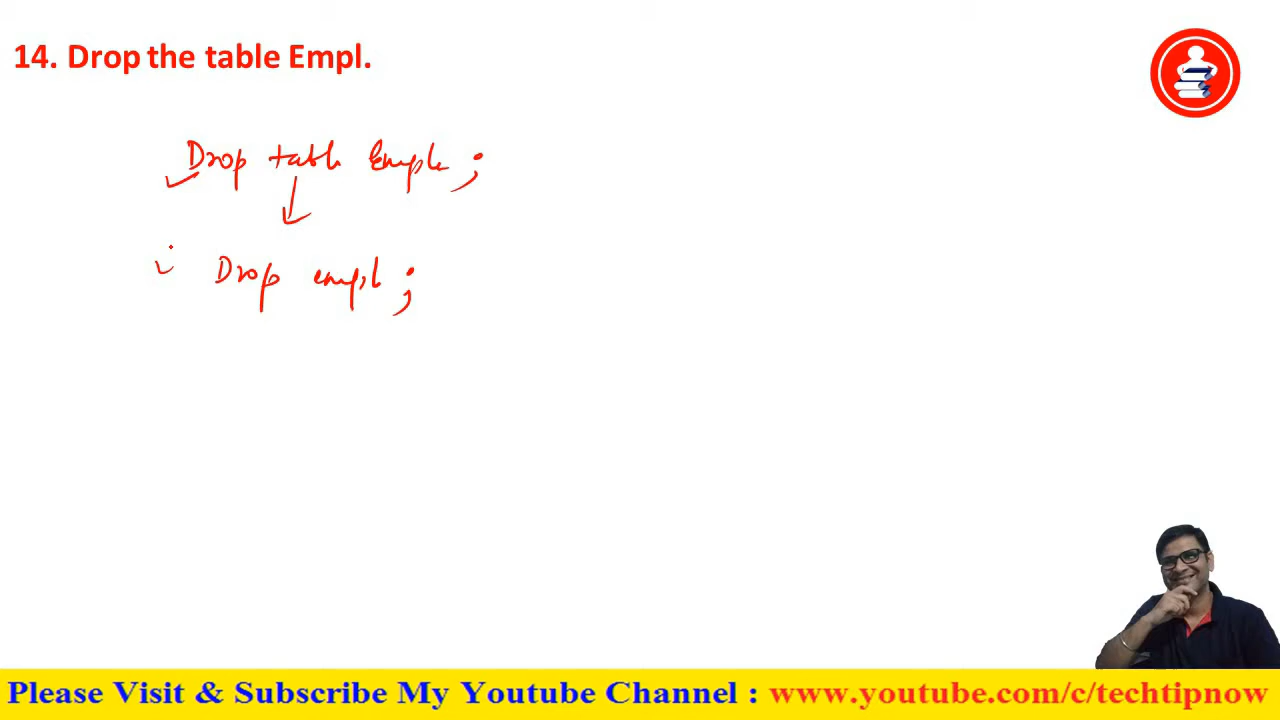 14. Drop the table Empl.
Drop table Empl;
Drop empl;
Please Visit & Subscribe My Youtube Channel : www.youtube.com/c/techtipnow